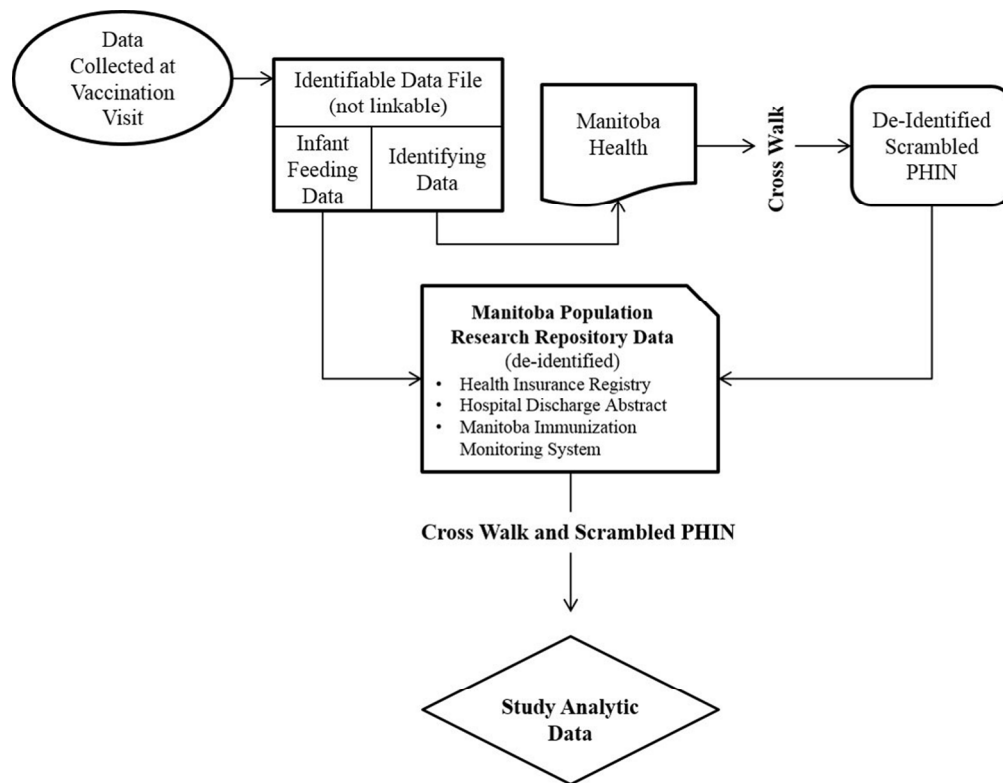 Data
Collected at
Vaccination
Visit
Identifiable Data File
(not linkable)
Infant
Feeding
Data
Identifying
Data
Manitoba
Health
Cross Walk
De-Identified
Scrambled
PHIN
Manitoba Population
Research Repository Data
(de-identified)
• Health Insurance Registry
• Hospital Discharge Abstract
• Manitoba Immunization
Monitoring System
Cross Walk and Scrambled PHIN
Study Analytic
Data